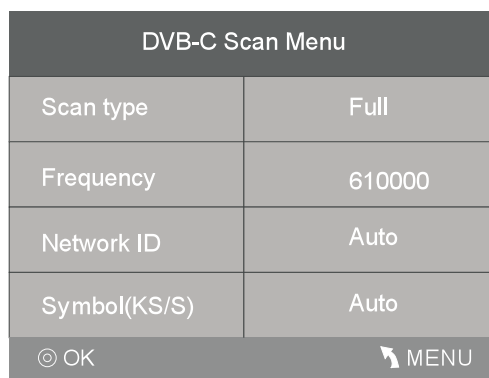 DVB-C Scan Menu
Scan type Full
Frequency 610000
Network ID Auto
Symbol(KS/S) Auto
OK MENU